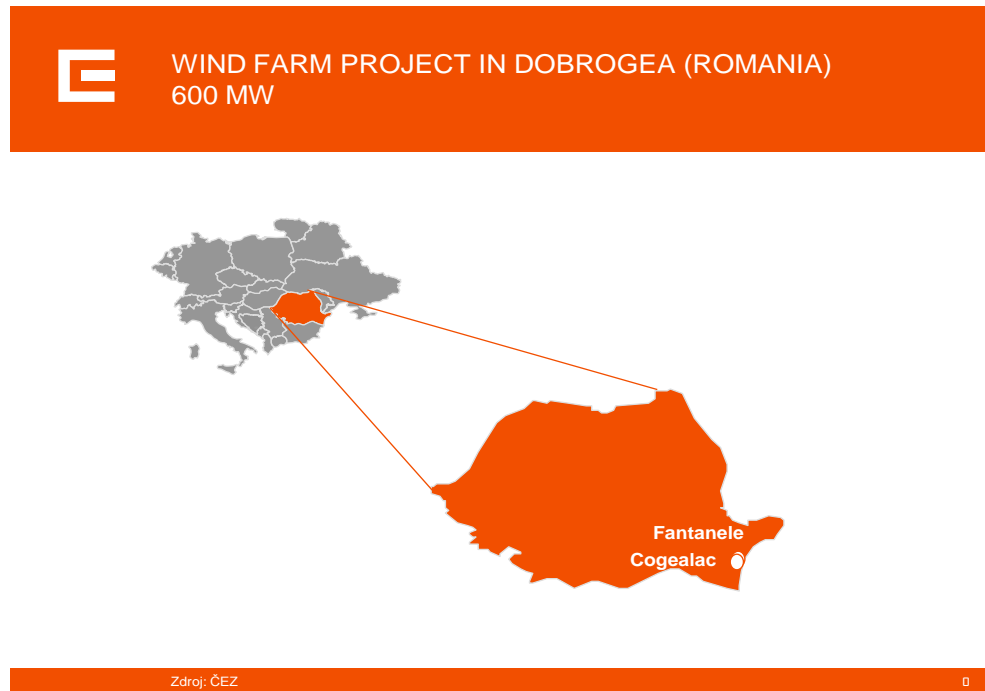 WIND FARM PROJECT IN DOBROGEA (ROMANIA)
600 MW
Fantanele
Cogealac
Zdroj: ČEZ